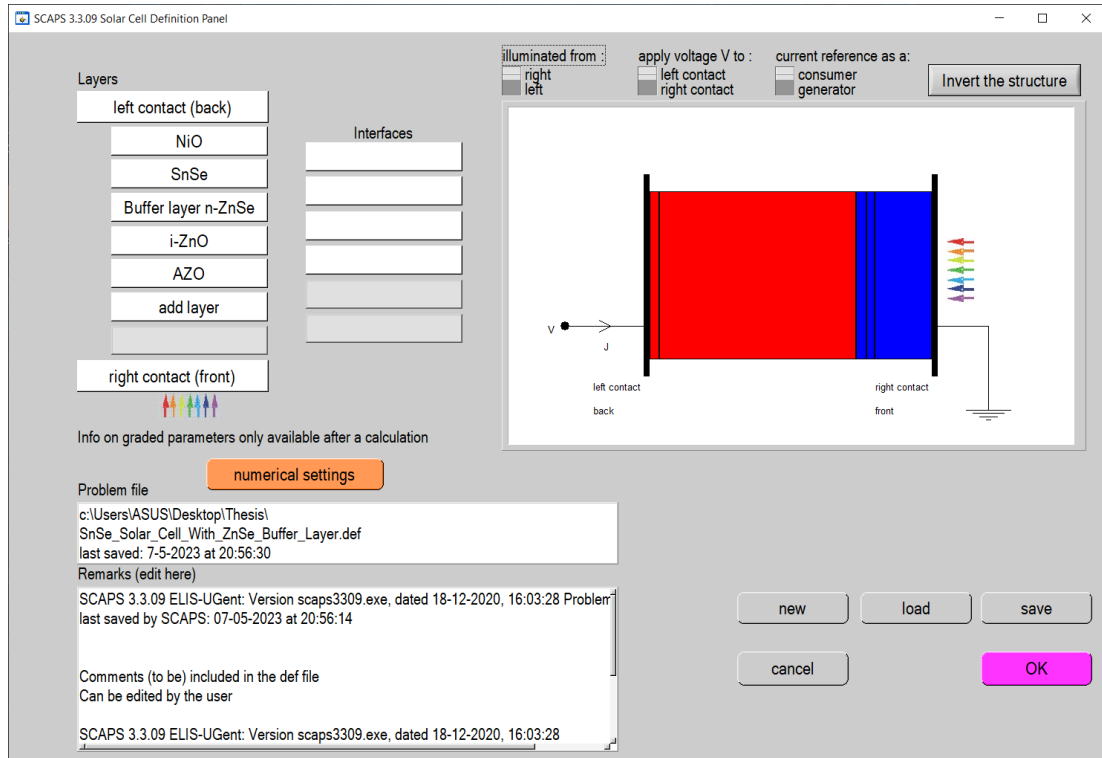 SCAPS 3.3.09 Solar Cell Definition Panel
illuminated from :
right
left
apply voltage V to :
left contact
right contact
current reference as a:
consumer
generator
Invert the structure
Layers
left contact (back)
NiO
SnSe
Buffer layer n-ZnSe
i-ZnO
AZO
add layer
right contact (front)
Interfaces
V
J
left contact
back
right contact
front
Info on graded parameters only available after a calculation
numerical settings
Problem file
c:\Users\ASUS\Desktop\Thesis\
SnSe_Solar_Cell_With_ZnSe_Buffer_Layer.def
last saved: 7-5-2023 at 20:56:30
Remarks (edit here)
SCAPS 3.3.09 ELIS-UGent: Version scaps3309.exe, dated 18-12-2020, 16:03:28 Problem
last saved by SCAPS: 07-05-2023 at 20:56:14
Comments (to be) included in the def file
Can be edited by the user
SCAPS 3.3.09 ELIS-UGent: Version scaps3309.exe, dated 18-12-2020, 16:03:28
new
load
save
cancel
OK